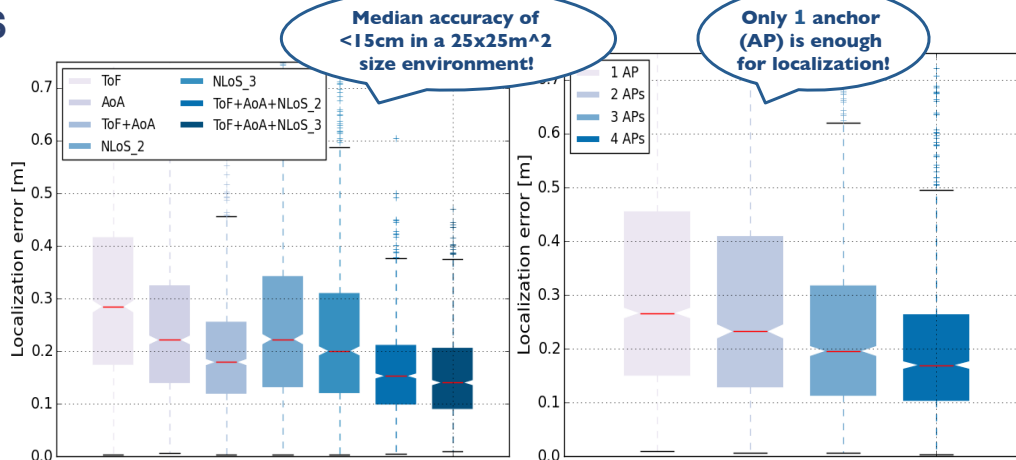 s
Median accuracy of
<15cm in a 25x25m^2
size environment!
Only 1 anchor
(AP) is enough
for localization!
Localization error [m]
0.7
0.6
0.5
0.4
0.3
0.2
0.1
0.0
ToF
AoA
ToF+AoA
NLoS_2
NLoS_3
ToF+AoA+NLoS_2
ToF+AoA+NLoS_3
Localization error [m]
0.6
0.5
0.4
0.3
0.2
0.1
0.0
1 AP
2 APs
3 APs
4 APs